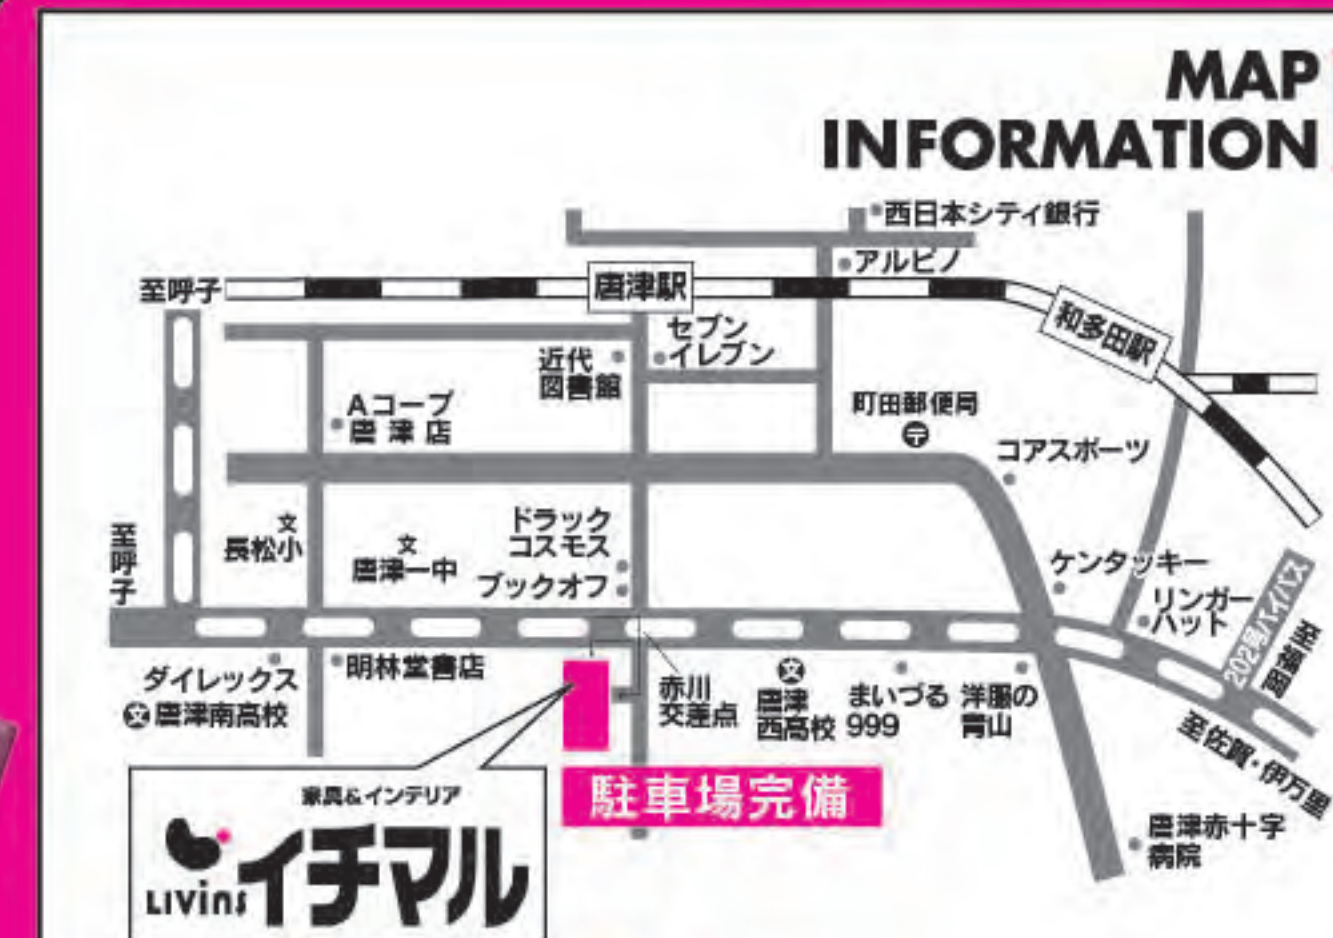 MAP
INFORMATION
西日本シティ銀行
アルピノ
至呼子
唐津駅
和多田駅
セブン
イレブン
近代
図書館
Aコープ
唐津店
町田郵便局
〒
コアスポーツ
至呼子
文
長松小
文
唐津一中
ドラック
コスモス
ブックオフ
ケンタッキー
リンガー
ハット
202号バイパス
至福岡
ダイレックス
文 唐津南高校
明林堂書店
赤川
交差点
文
唐津
西高校
まいづる
999
洋服の
青山
至佐賀・伊万里
駐車場完備
唐津赤十字
病院
家具&インテリア
Livins
イチマル